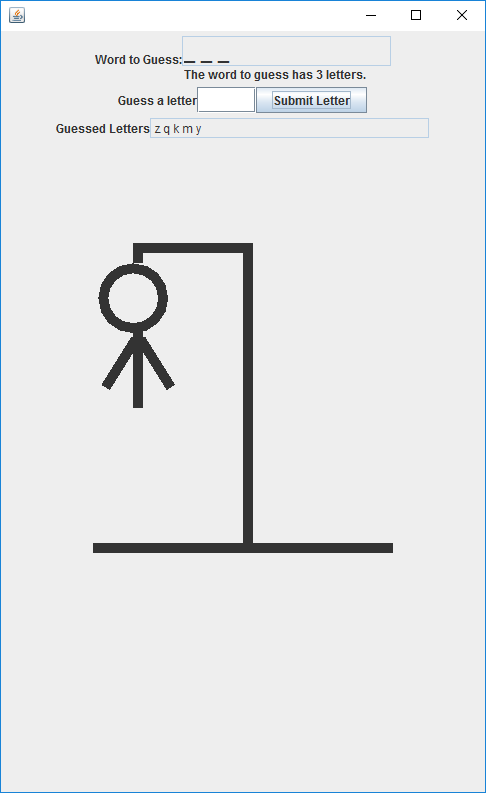 Word to Guess: _ _ _
The word to guess has 3 letters.
Guess a letter Submit Letter
Guessed Letters z q k m y